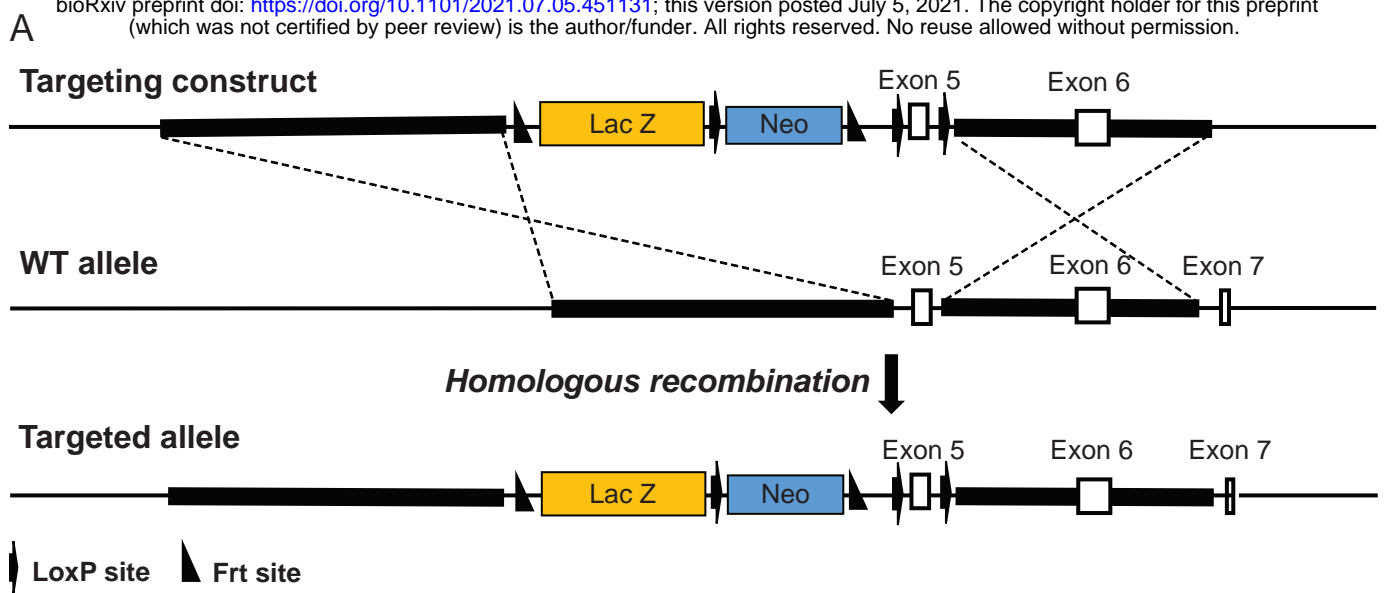 bioRxiv preprint doi: https://doi.org/10.1101/2021.07.05.451131; this version posted July 5, 2021. The copyright holder for this preprint
(which was not certified by peer review) is the author/funder. All rights reserved. No reuse allowed without permission.
A
Targeting construct
Exon 5
Exon 6
Lac Z
Neo
WT allele
Exon 5
Exon 6
Exon 7
Homologous recombination
Targeted allele
Exon 5
Exon 6
Exon 7
Lac Z
Neo
LoxP site
Frt site